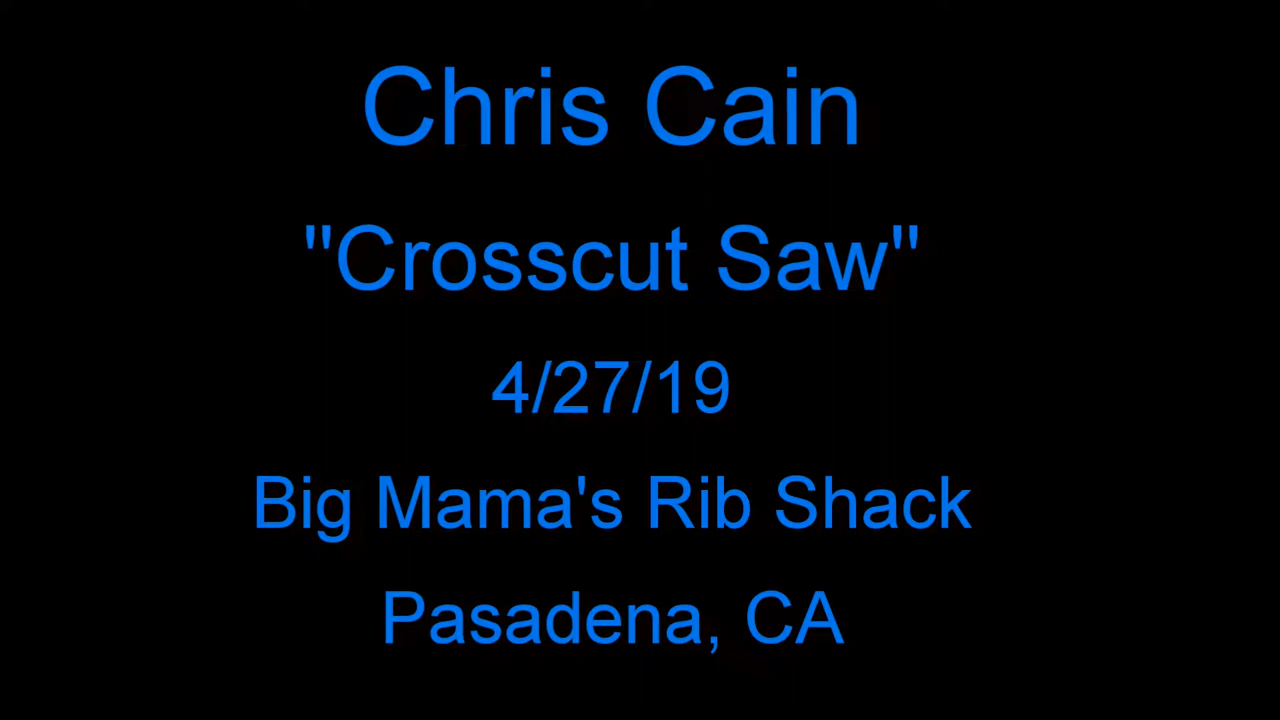 Chris Cain
"Crosscut Saw"
4/27/19
Big Mama's Rib Shack
Pasadena, CA